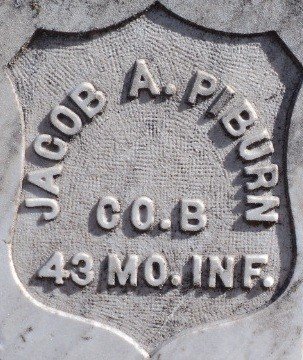 JACOB A. PIBURN
CO. B
43 MO. INF.